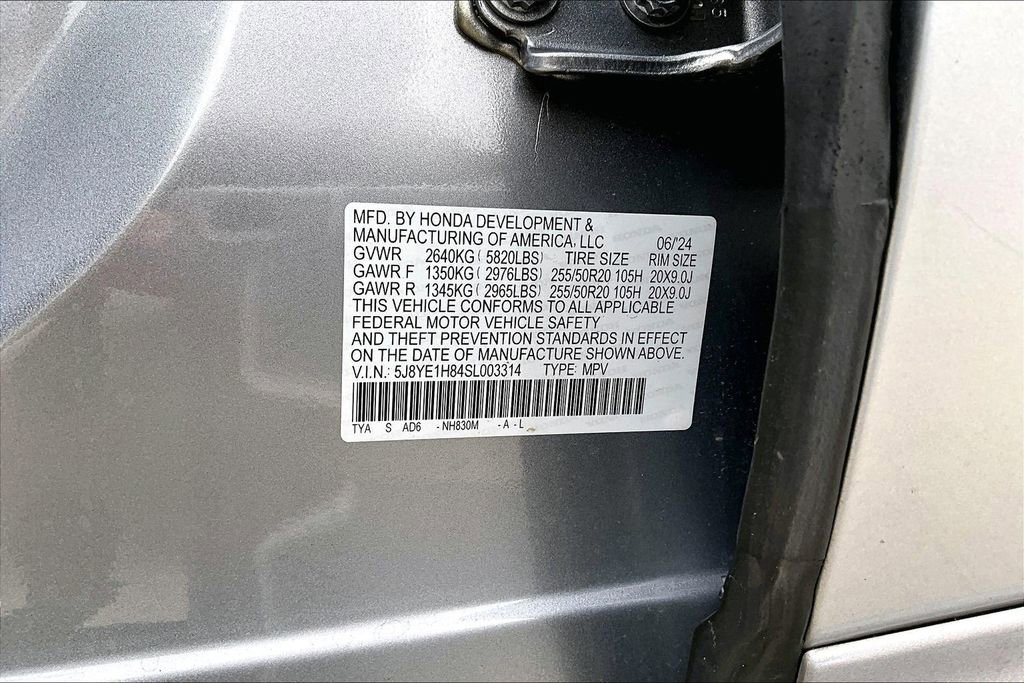 MFD. BY HONDA DEVELOPMENT &
MANUFACTURING OF AMERICA, LLC 06/'24
GVWR 2640KG ( 5820LBS) TIRE SIZE RIM SIZE
GAWR F 1350KG ( 2976LBS) 255/50R20 105H 20X9.0J
GAWR R 1345KG ( 2965LBS) 255/50R20 105H 20X9.0J
THIS VEHICLE CONFORMS TO ALL APPLICABLE
FEDERAL MOTOR VEHICLE SAFETY
AND THEFT PREVENTION STANDARDS IN EFFECT
ON THE DATE OF MANUFACTURE SHOWN ABOVE.
V.I.N.: 5J8YE1H84SL003314 TYPE: MPV
TYA S AD6 - NH830M - A - L